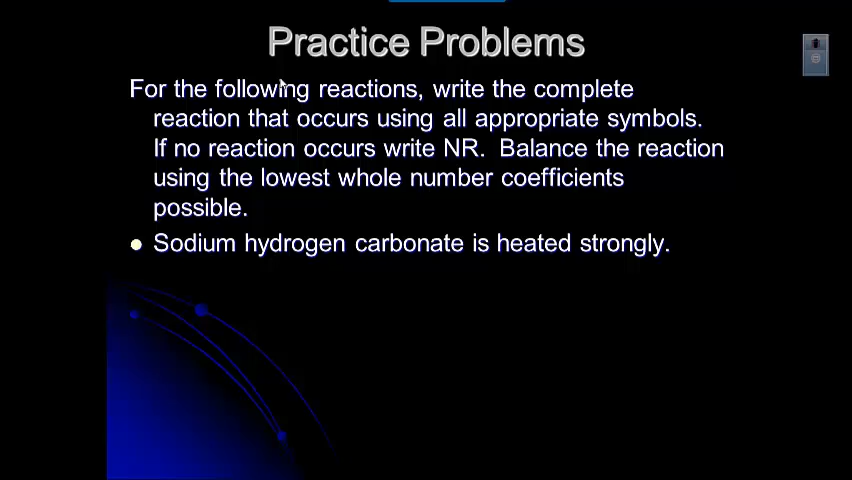 Practice Problems
For the following reactions, write the complete
reaction that occurs using all appropriate symbols.
If no reaction occurs write NR. Balance the reaction
using the lowest whole number coefficients
possible.
Sodium hydrogen carbonate is heated strongly.